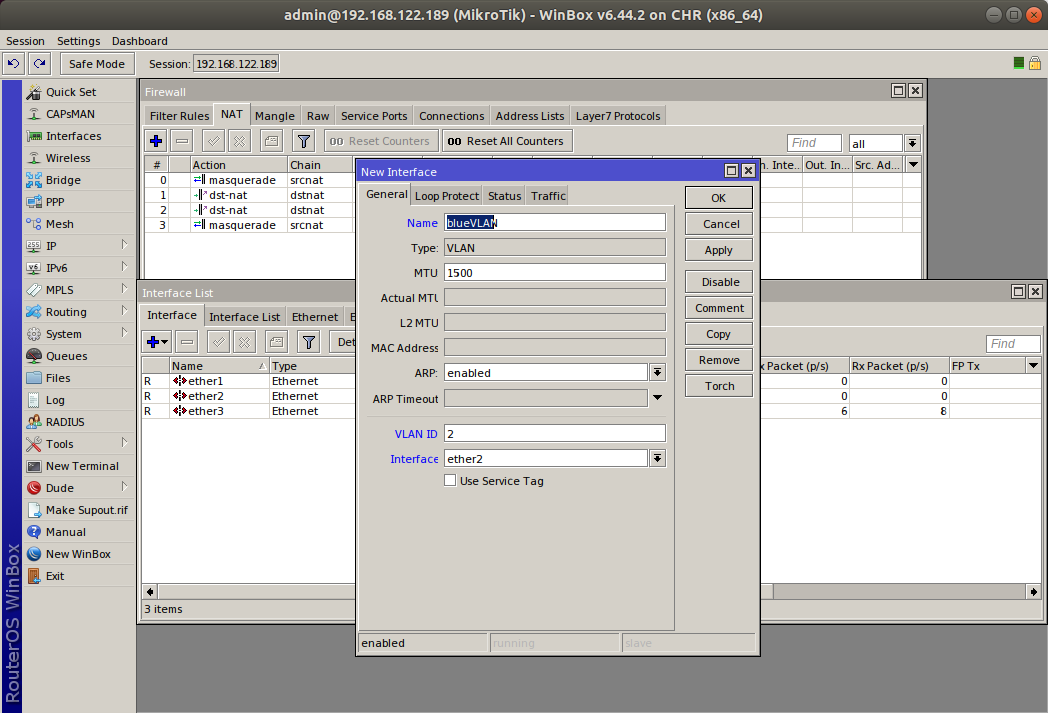 admin@192.168.122.189 (MikroTik) - WinBox v6.44.2 on CHR (x86_64)
Session Settings Dashboard
Safe Mode Session: 192.168.122.189
Quick Set
CAPsMAN
Interfaces
Wireless
Bridge
PPP
Mesh
IP
IPv6
MPLS
Routing
System
Queues
Files
Log
RADIUS
Tools
New Terminal
Dude
Make Supout.rif
Manual
New WinBox
Exit
RouterOS WinBox
Firewall
Filter Rules NAT Mangle Raw Service Ports Connections Address Lists Layer7 Protocols
00 Reset Counters 00 Reset All Counters Find all
# Action Chain Inte... Out. In... Src. Ad...
0 masquerade srcnat
1 dst-nat dstnat
2 dst-nat dstnat
3 masquerade srcnat
Interface List
Interface Interface List Ethernet
Det Find
Name Type Packet (p/s) Rx Packet (p/s) FP Tx
R ether1 Ethernet 0 0
R ether2 Ethernet 0 0
R ether3 Ethernet 6 8
3 items
New Interface
General Loop Protect Status Traffic
Name blueVLAN
Type: VLAN
MTU 1500
Actual MTU
L2 MTU
MAC Address
ARP: enabled
ARP Timeout
VLAN ID 2
Interface ether2
Use Service Tag
OK
Cancel
Apply
Disable
Comment
Copy
Remove
Torch
enabled running slave